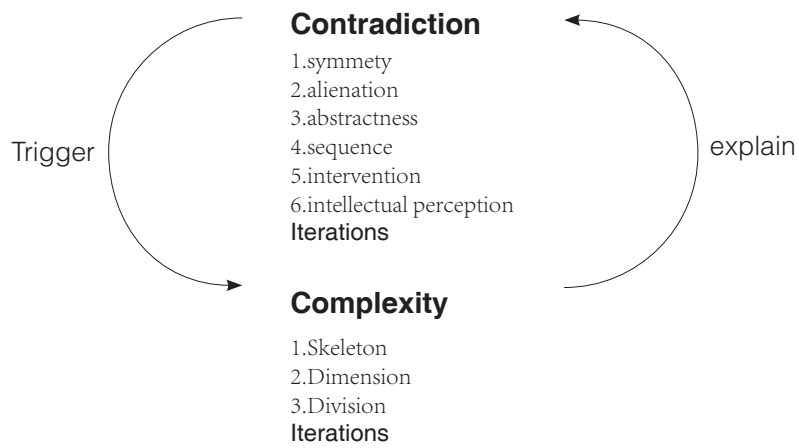 Contradiction
1.symmety
2.alienation
3.abstractness
4.sequence
5.intervention
6.intellectual perception
Iterations
Trigger
explain
Complexity
1.Skeleton
2.Dimension
3.Division
Iterations